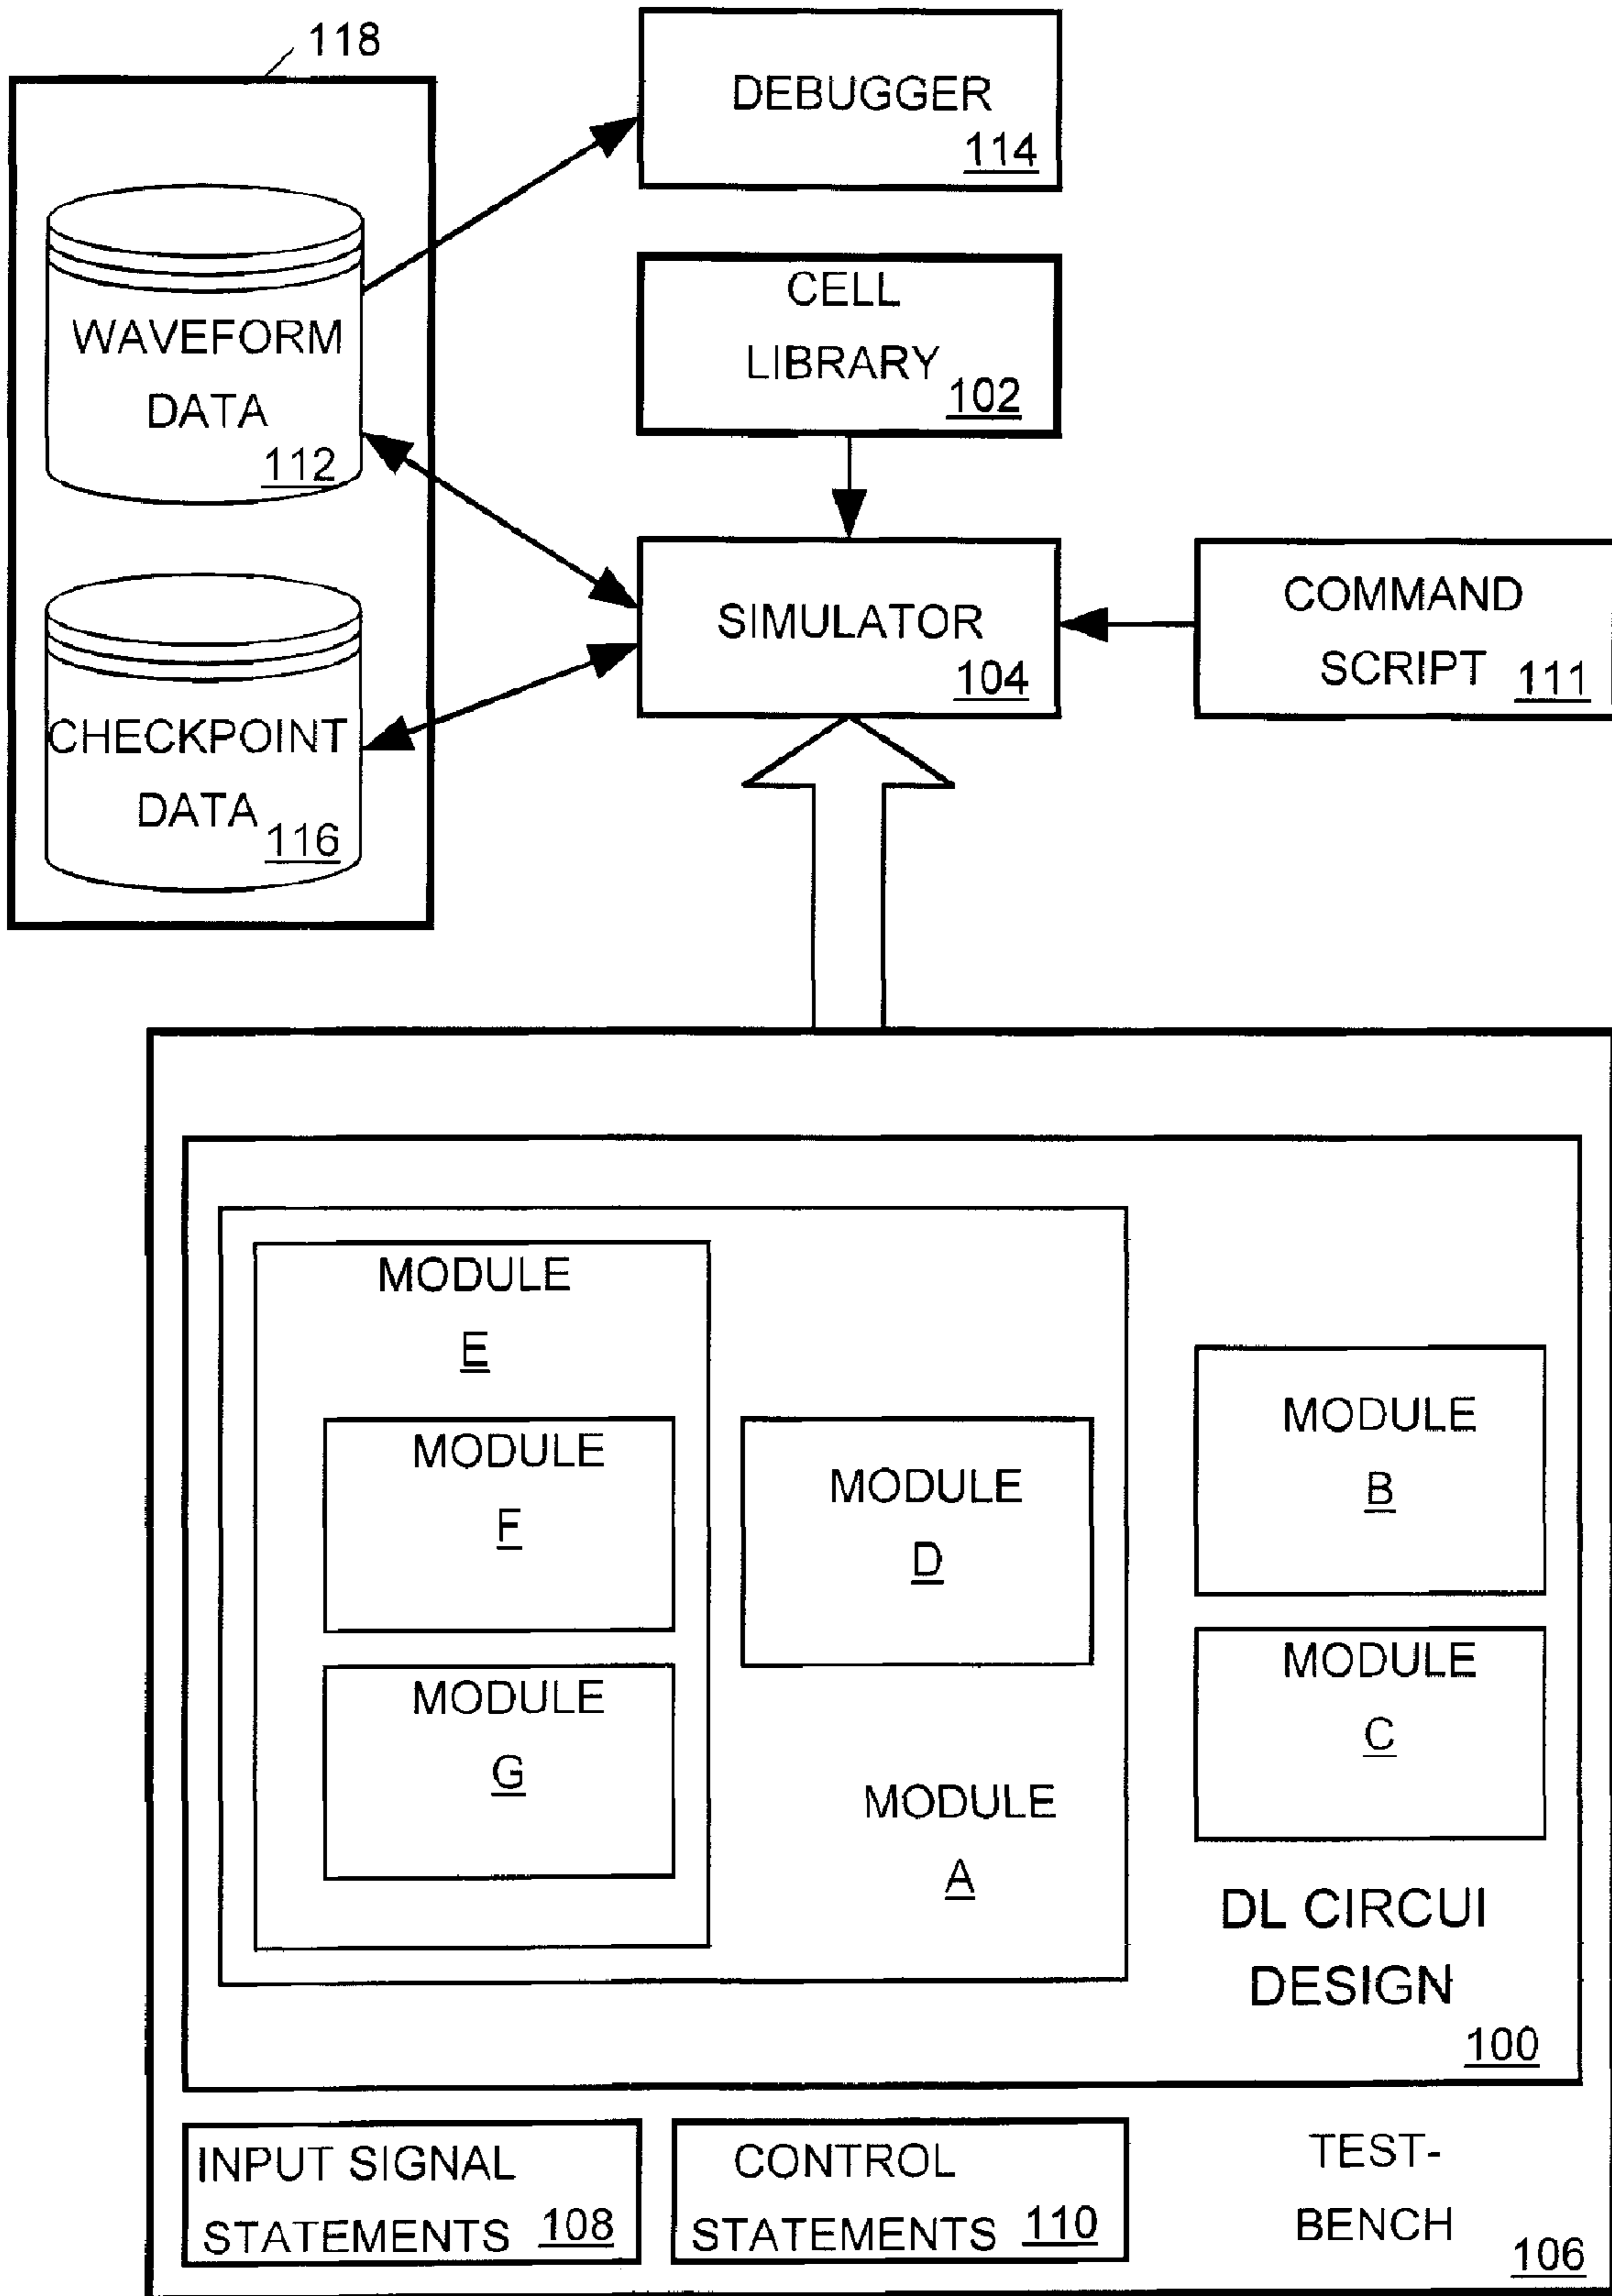 118
DEBUGGER
114
CELL
LIBRARY
102
WAVEFORM
DATA
112
SIMULATOR
104
COMMAND
SCRIPT
111
CHECKPOINT
DATA
116
MODULE
E
MODULE
F
MODULE
G
MODULE
D
MODULE
A
MODULE
B
MODULE
C
DL CIRCUI
DESIGN
100
INPUT SIGNAL
STATEMENTS 108
CONTROL
STATEMENTS 110
TEST-
BENCH
106